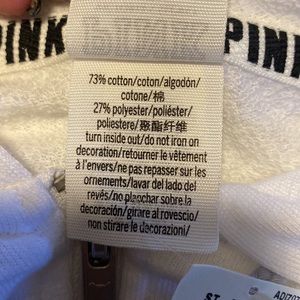 PINK
PINK
73% cotton/coton/algodón/
cotone/棉
27% polyester/poliéster/
poliestere/聚酯纤维
turn inside out/do not iron on
decoration/retourner le vêtement
à l'envers/ne pas repasser sur les
ornements/lavar del lado del
revés/no planchar sobre la
decoración/girare al rovescio/
non stirare le decorazioni/